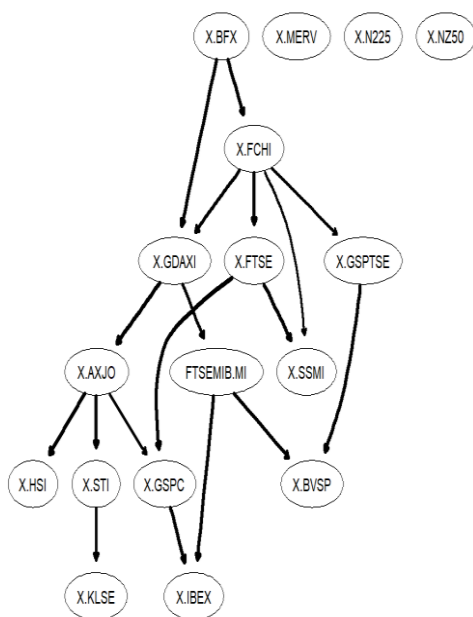 X.BFX X.MERV X.N225 X.NZ50
X.FCHI
X.GDAXI X.FTSE X.GSPTSE
X.AXJO FTSEMIB.MI X.SSMI
X.HSI X.STI X.GSPC X.BVSP
X.KLSE X.IBEX